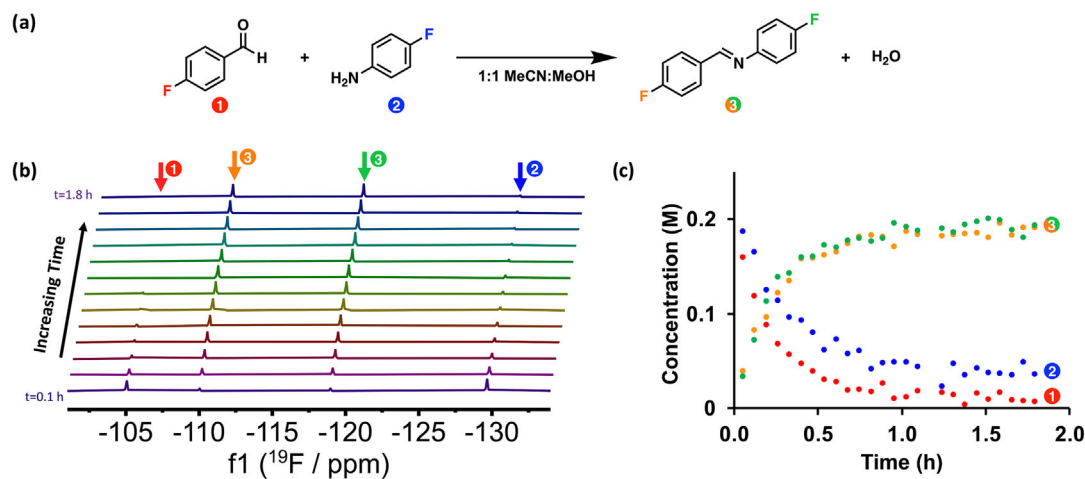 (a)
O
H
F
1
+
F
H₂N
2
1:1 MeCN:MeOH
F
N
F
3
+ H₂O
(b)
1
3
3
2
t=1.8 h
Increasing Time
t=0.1 h
-105 -110 -115 -120 -125 -130
f1 (¹⁹F / ppm)
(c)
Concentration (M)
0.2
0.1
0
3
2
1
0.0 0.5 1.0 1.5 2.0
Time (h)